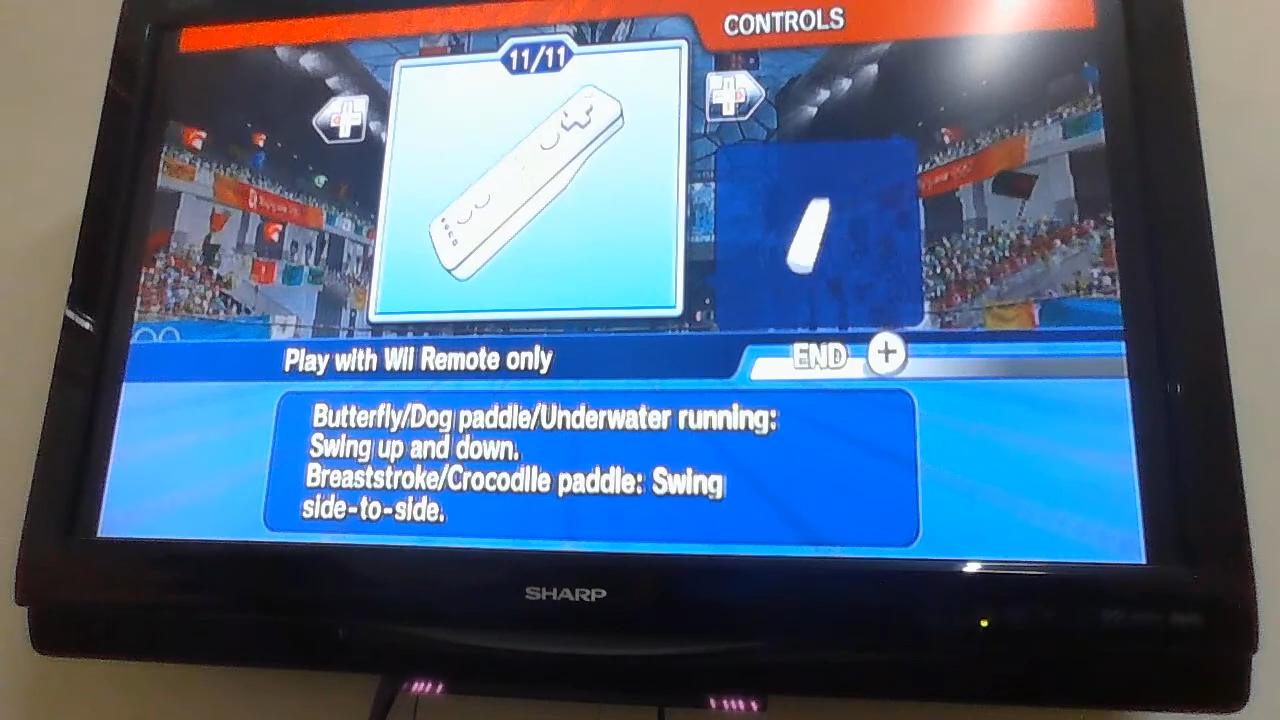 CONTROLS
11/11
Play with Wii Remote only
END +
Butterfly/Dog paddle/Underwater running:
Swing up and down.
Breaststroke/Crocodile paddle: Swing
side-to-side.
SHARP